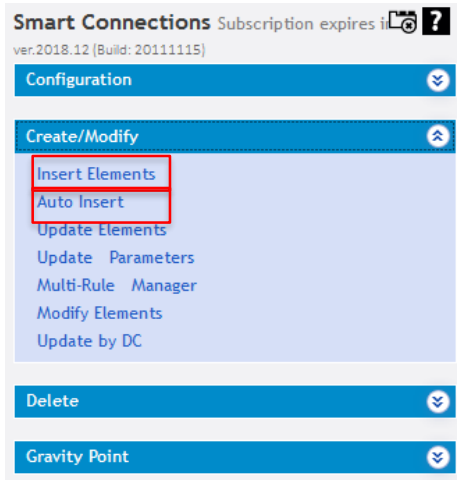 Smart Connections Subscription expires i
?
ver.2018.12 (Build: 20111115)
Configuration
Create/Modify
Insert Elements
Auto Insert
Update Elements
Update Parameters
Multi-Rule Manager
Modify Elements
Update by DC
Delete
Gravity Point